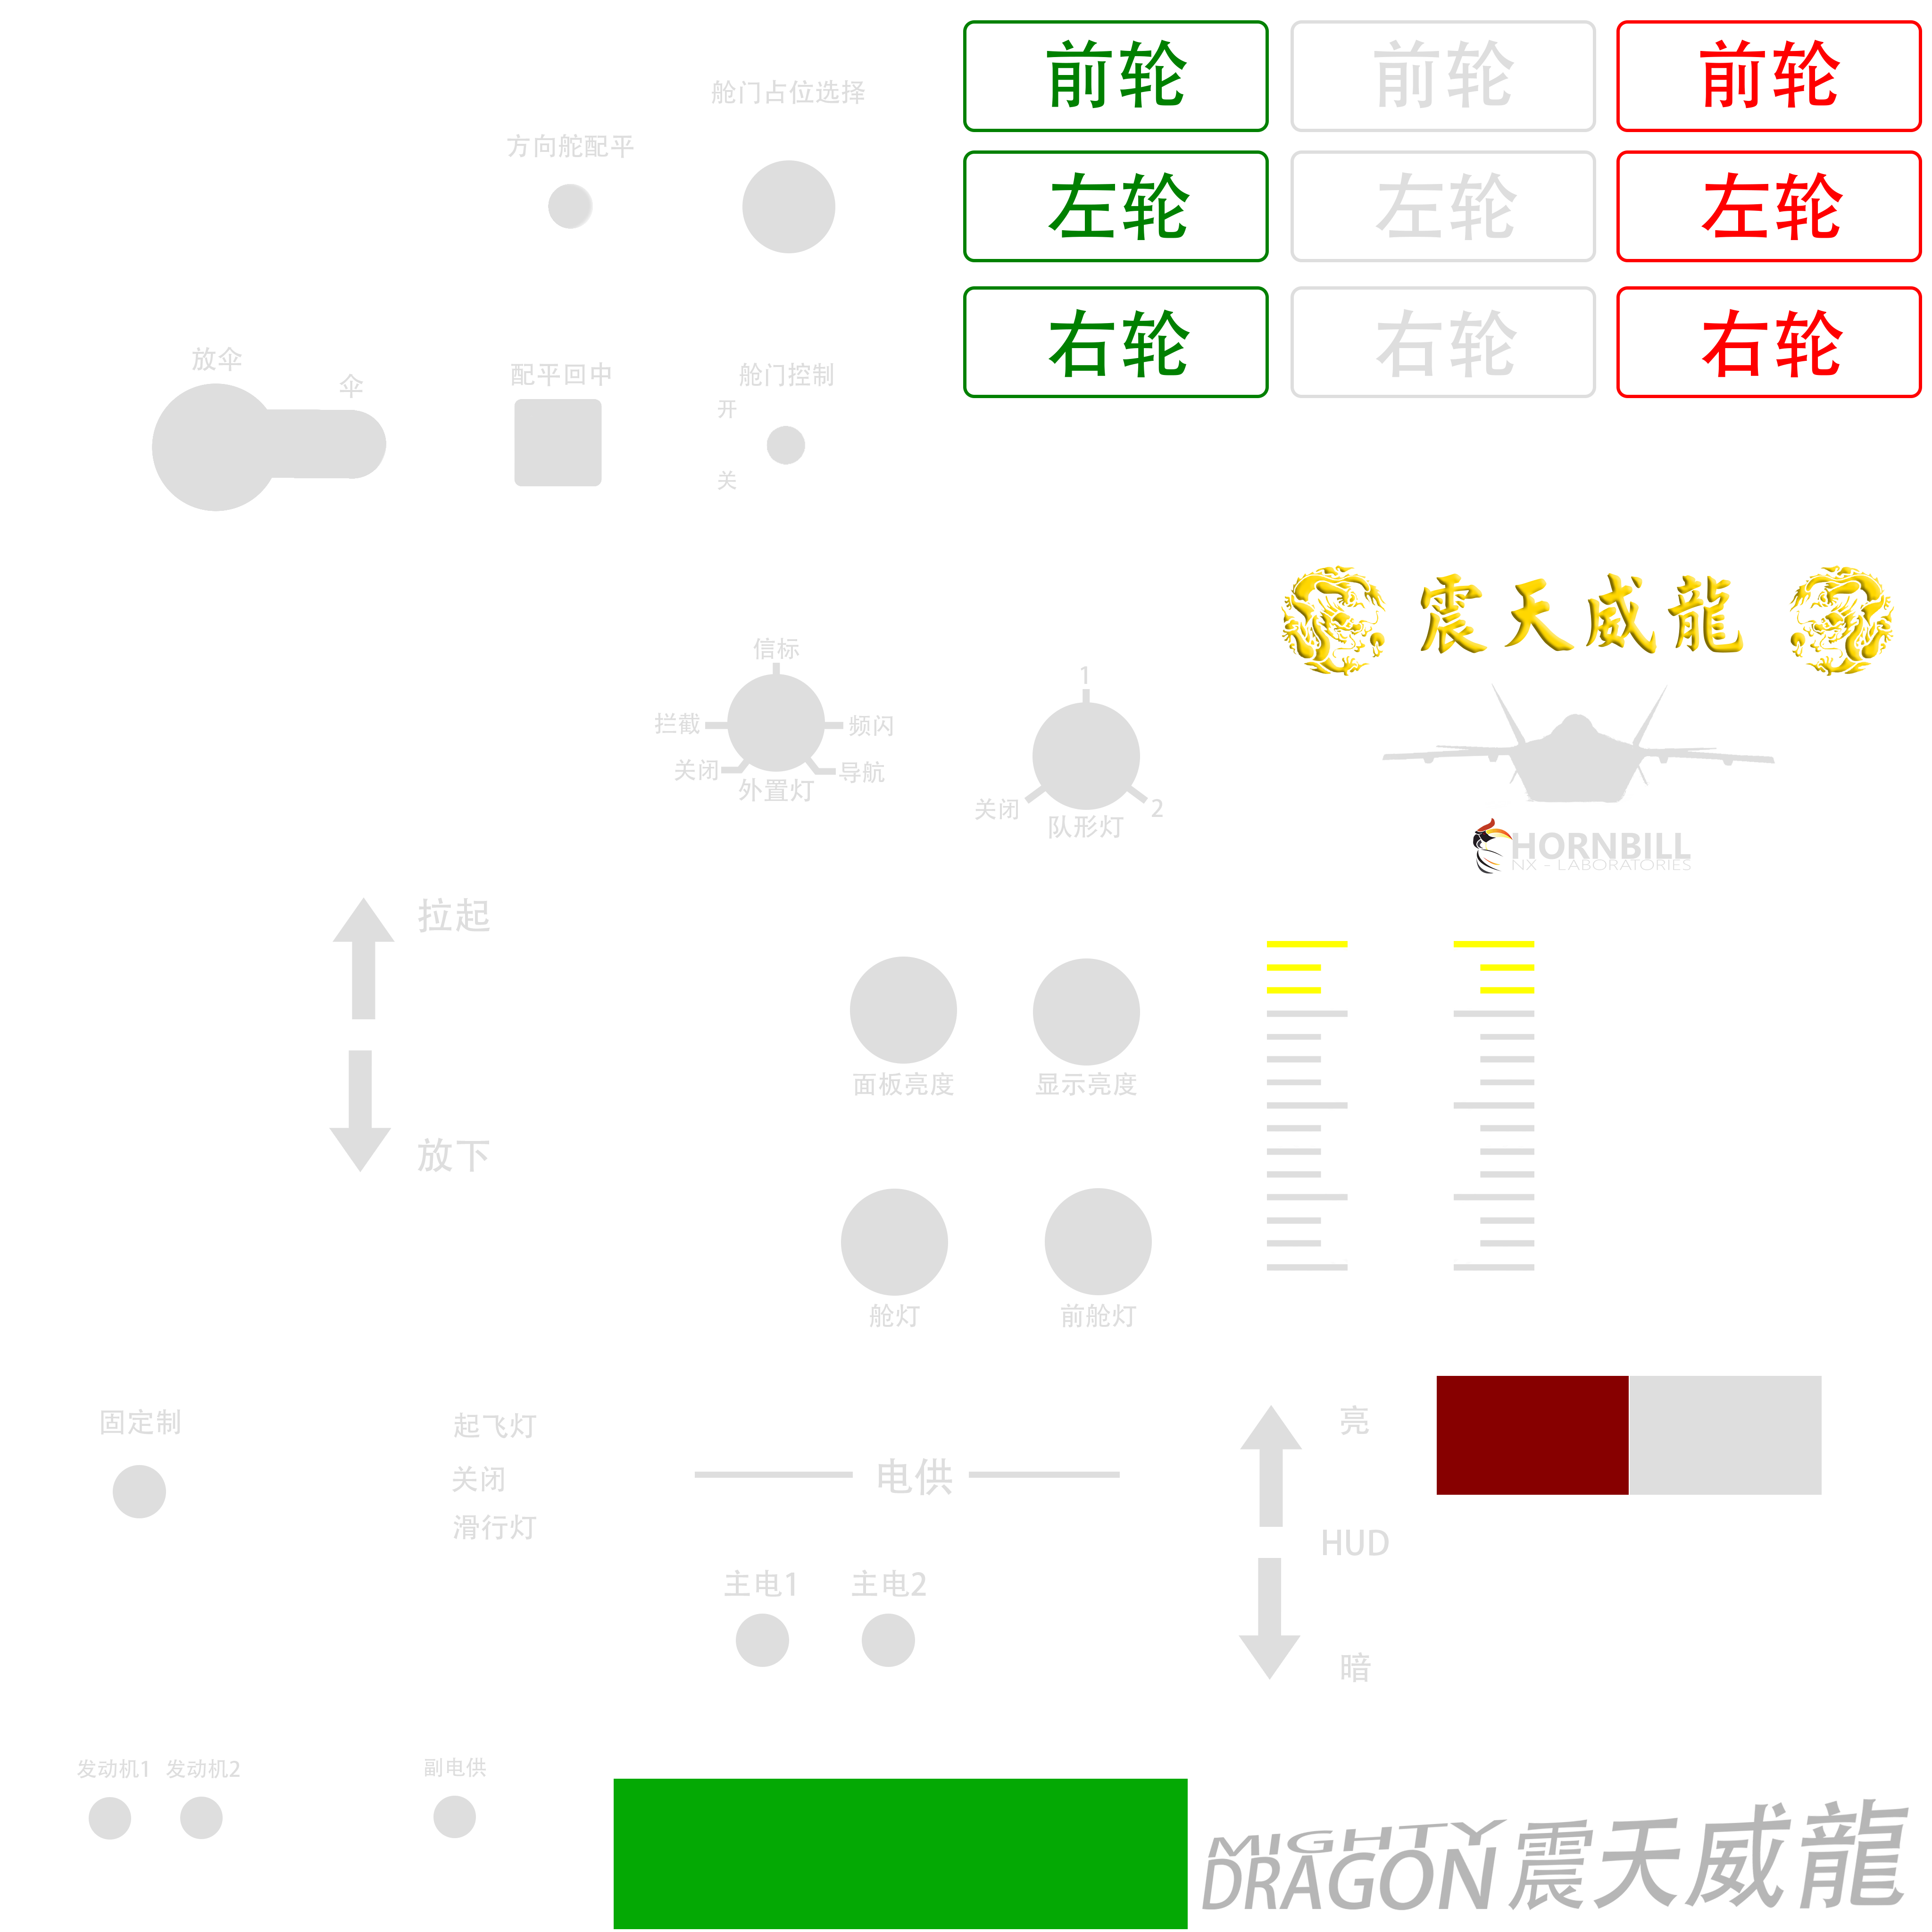 前轮 前轮 前轮
舱门占位选择
方向舵配平
左轮 左轮 左轮
右轮 右轮 右轮
放伞
伞
配平回中
舱门控制
开
关
震天威龍
信标
1
拦截
频闪
关闭
导航
外置灯
关闭
2
队形灯
HORNBILL
NX - LABORATORIES
拉起
面板亮度
显示亮度
放下
舱灯
前舱灯
固定制
起飞灯
亮
关闭
电供
滑行灯
HUD
主电1
主电2
暗
发动机1
发动机2
副电供
MIGHTY
DRAGON 震天威龍